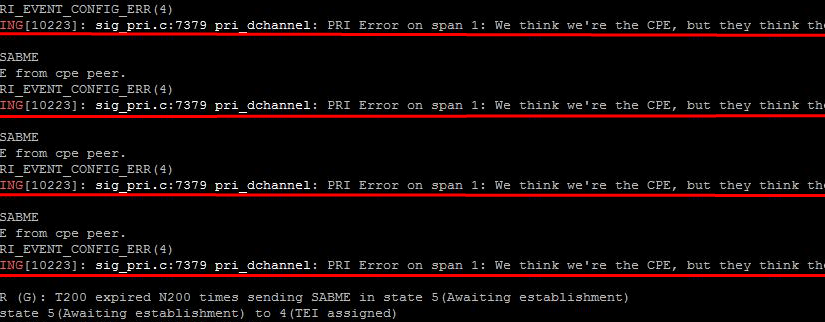 RI_EVENT_CONFIG_ERR(4)
ING[10223]: sig_pri.c:7379 pri_dchannel: PRI Error on span 1: We think we're the CPE, but they think the
SABME
E from cpe peer.
RI_EVENT_CONFIG_ERR(4)
ING[10223]: sig_pri.c:7379 pri_dchannel: PRI Error on span 1: We think we're the CPE, but they think the
SABME
E from cpe peer.
RI_EVENT_CONFIG_ERR(4)
ING[10223]: sig_pri.c:7379 pri_dchannel: PRI Error on span 1: We think we're the CPE, but they think the
SABME
E from cpe peer.
RI_EVENT_CONFIG_ERR(4)
ING[10223]: sig_pri.c:7379 pri_dchannel: PRI Error on span 1: We think we're the CPE, but they think the
R (G): T200 expired N200 times sending SABME in state 5(Awaiting establishment)
state 5(Awaiting establishment) to 4(TEI assigned)